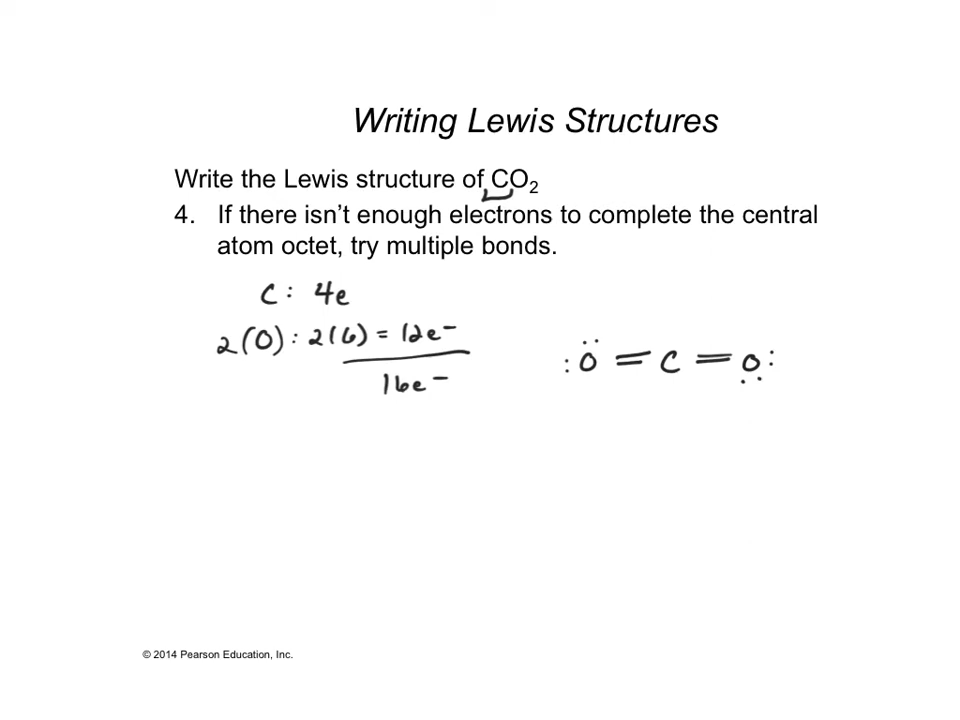 Writing Lewis Structures
Write the Lewis structure of CO₂
4. If there isn’t enough electrons to complete the central
atom octet, try multiple bonds.
C: 4e
2(O): 2(6) = 12e⁻
16e⁻
:Ö = C = O:
© 2014 Pearson Education, Inc.